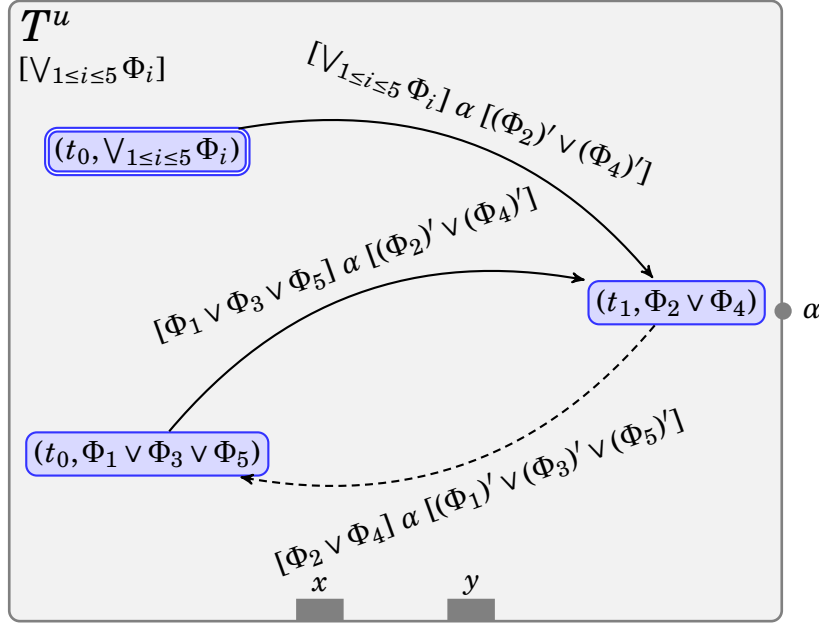 T^u
[⋁_{1≤i≤5} Φ_i]
[⋁_{1≤i≤5} Φ_i] α [(Φ_2)′ ∨ (Φ_4)′]
(t_0, ⋁_{1≤i≤5} Φ_i)
[Φ_1 ∨ Φ_3 ∨ Φ_5] α [(Φ_2)′ ∨ (Φ_4)′]
(t_1, Φ_2 ∨ Φ_4)
α
(t_0, Φ_1 ∨ Φ_3 ∨ Φ_5)
[Φ_2 ∨ Φ_4] α [(Φ_1)′ ∨ (Φ_3)′ ∨ (Φ_5)′]
x
y